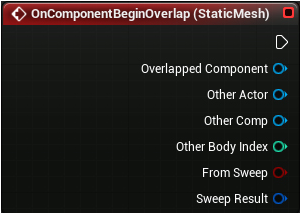 OnComponentBeginOverlap (StaticMesh)
Overlapped Component
Other Actor
Other Comp
Other Body Index
From Sweep
Sweep Result